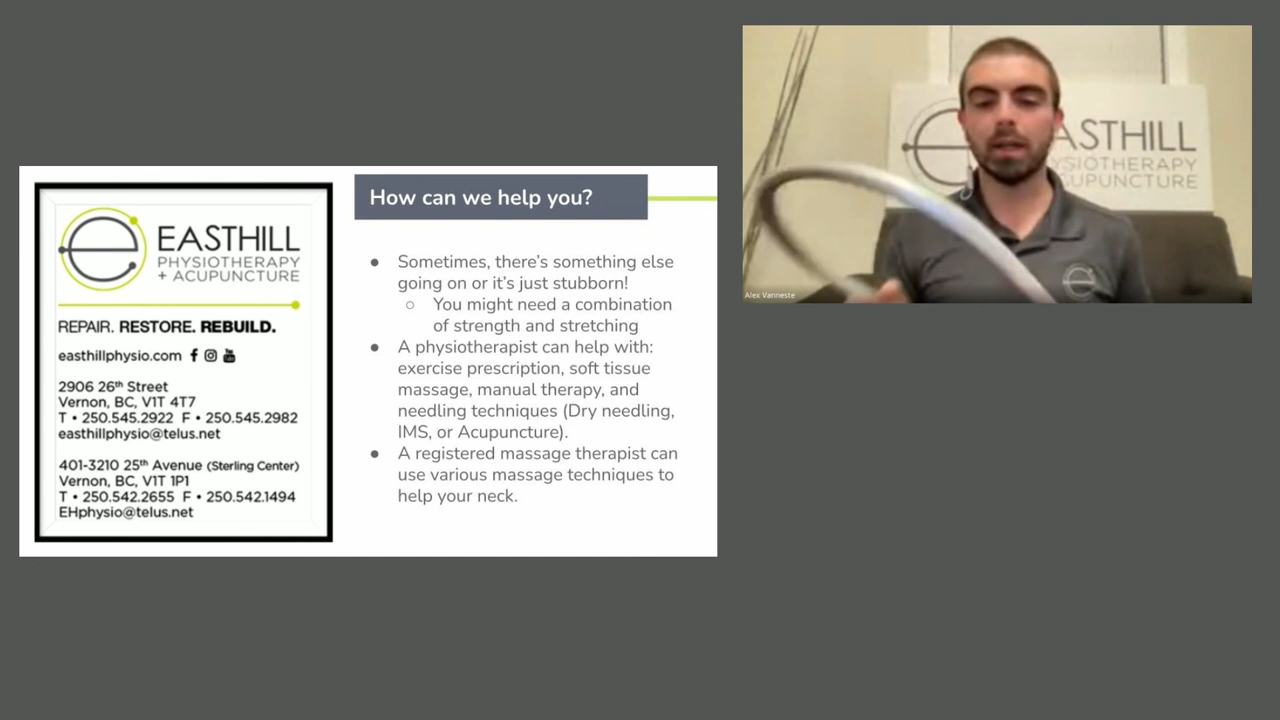 EASTHILL
PHYSIOTHERAPY
+ ACUPUNCTURE
REPAIR. RESTORE. REBUILD.
easthillphysio.com
2906 26th Street
Vernon, BC, V1T 4T7
T • 250.545.2922 F • 250.545.2982
easthillphysio@telus.net
401-3210 25th Avenue (Sterling Center)
Vernon, BC, V1T 1P1
T • 250.542.2655 F • 250.542.1494
EHphysio@telus.net
How can we help you?
● Sometimes, there's something else
going on or it's just stubborn!
○ You might need a combination
of strength and stretching
● A physiotherapist can help with:
exercise prescription, soft tissue
massage, manual therapy, and
needling techniques (Dry needling,
IMS, or Acupuncture).
● A registered massage therapist can
use various massage techniques to
help your neck.
ASTHILL
YSIOTHERAPY
CUPUNCTURE
Alex Vanneste